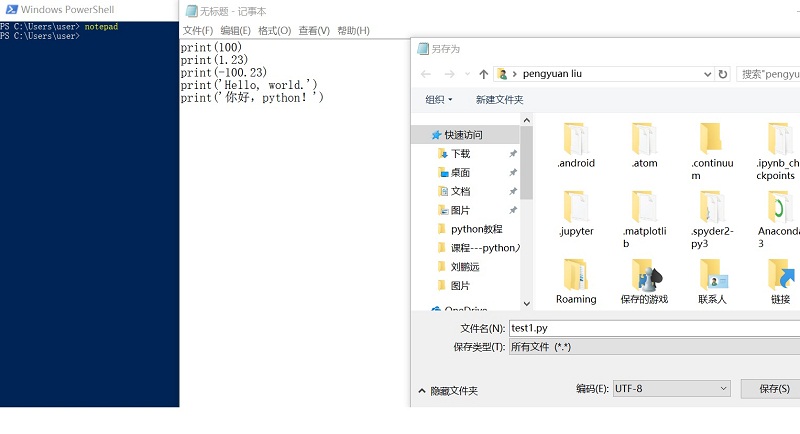 Windows PowerShell
PS C:\Users\user> notepad
PS C:\Users\user>
无标题 - 记事本
文件(F) 编辑(E) 格式(O) 查看(V) 帮助(H)
print(100)
print(1.23)
print(-100.23)
print('Hello, world.')
print('你好，python！')
另存为
pengyuan liu
搜索"pengyu
组织 新建文件夹
快速访问
下载
桌面
文档
图片
python教程
课程---python入
刘鹏远
图片
OneDrive
.android
.atom
.continuu
m
.ipynb_ch
eckpoints
.jupyter
.matplotli
b
.spyder2-
py3
Anaconda
3
Roaming
保存的游戏
联系人
链接
文件名(N): test1.py
保存类型(T): 所有文件 (*.*)
隐藏文件夹
编码(E): UTF-8
保存(S)